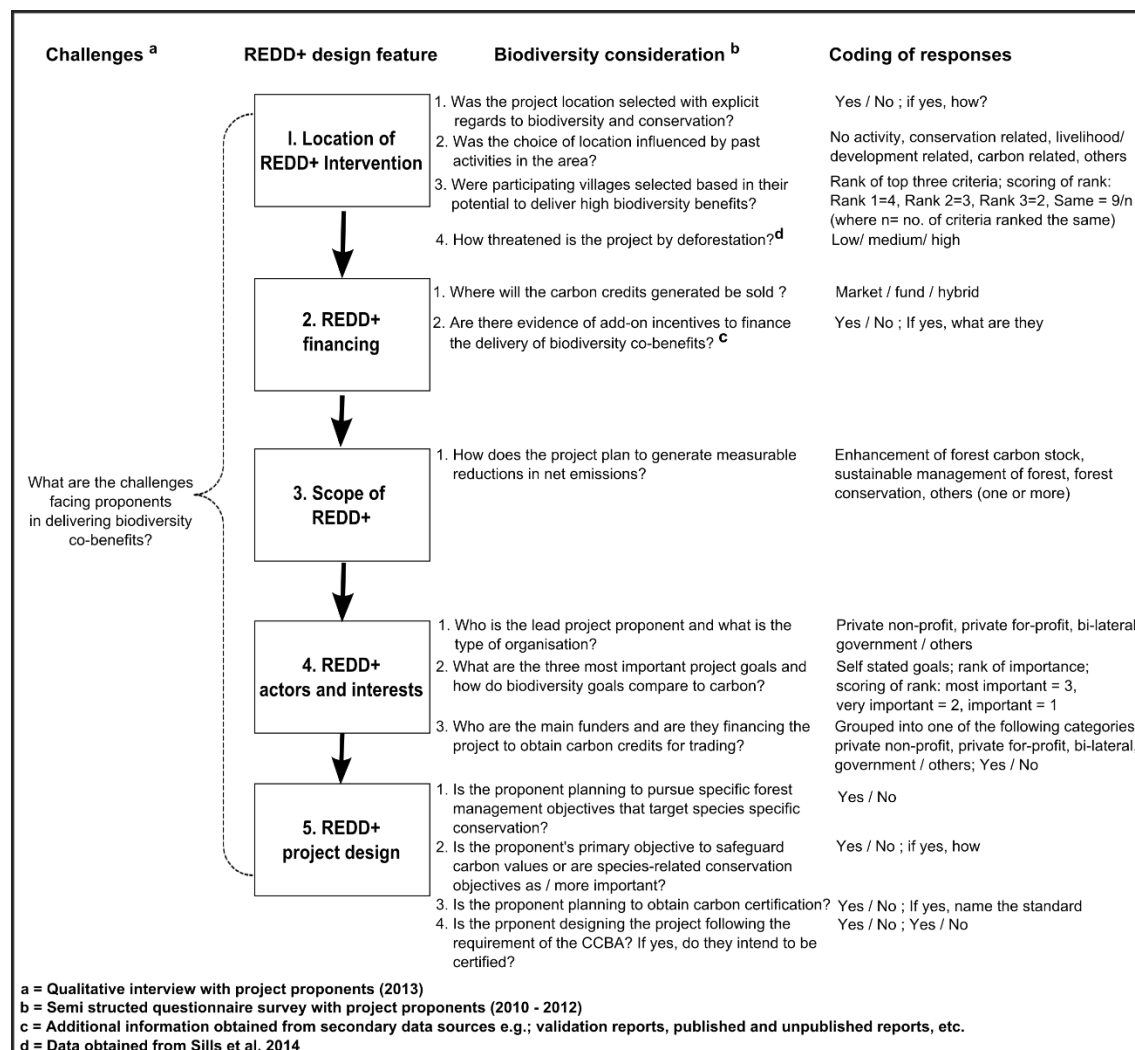 Challenges a
REDD+ design feature
Biodiversity consideration b
Coding of responses
What are the challenges
facing proponents
in delivering biodiversity
co-benefits?
I. Location of
REDD+ Intervention
1. Was the project location selected with explicit
regards to biodiversity and conservation?
Yes / No ; if yes, how?
2. Was the choice of location influenced by past
activities in the area?
No activity, conservation related, livelihood/
development related, carbon related, others
3. Were participating villages selected based in their
potential to deliver high biodiversity benefits?
Rank of top three criteria; scoring of rank:
Rank 1=4, Rank 2=3, Rank 3=2, Same = 9/n
(where n= no. of criteria ranked the same)
4. How threatened is the project by deforestation?d
Low/ medium/ high
2. REDD+
financing
1. Where will the carbon credits generated be sold ?
Market / fund / hybrid
2. Are there evidence of add-on incentives to finance
the delivery of biodiversity co-benefits? c
Yes / No ; If yes, what are they
3. Scope of
REDD+
1. How does the project plan to generate measurable
reductions in net emissions?
Enhancement of forest carbon stock,
sustainable management of forest, forest
conservation, others (one or more)
4. REDD+
actors and interests
1. Who is the lead project proponent and what is the
type of organisation?
Private non-profit, private for-profit, bi-lateral
government / others
2. What are the three most important project goals and
how do biodiversity goals compare to carbon?
Self stated goals; rank of importance;
scoring of rank: most important = 3,
very important = 2, important = 1
3. Who are the main funders and are they financing the
project to obtain carbon credits for trading?
Grouped into one of the following categories
private non-profit, private for-profit, bi-lateral,
government / others; Yes / No
5. REDD+
project design
1. Is the proponent planning to pursue specific forest
management objectives that target species specific
conservation?
Yes / No
2. Is the proponent's primary objective to safeguard
carbon values or are species-related conservation
objectives as / more important?
Yes / No ; if yes, how
3. Is the proponent planning to obtain carbon certification?
Yes / No ; If yes, name the standard
4. Is the prponent designing the project following the
requirement of the CCBA? If yes, do they intend to be
certified?
Yes / No ; Yes / No
a = Qualitative interview with project proponents (2013)
b = Semi structed questionnaire survey with project proponents (2010 - 2012)
c = Additional information obtained from secondary data sources e.g.; validation reports, published and unpublished reports, etc.
d = Data obtained from Sills et al. 2014